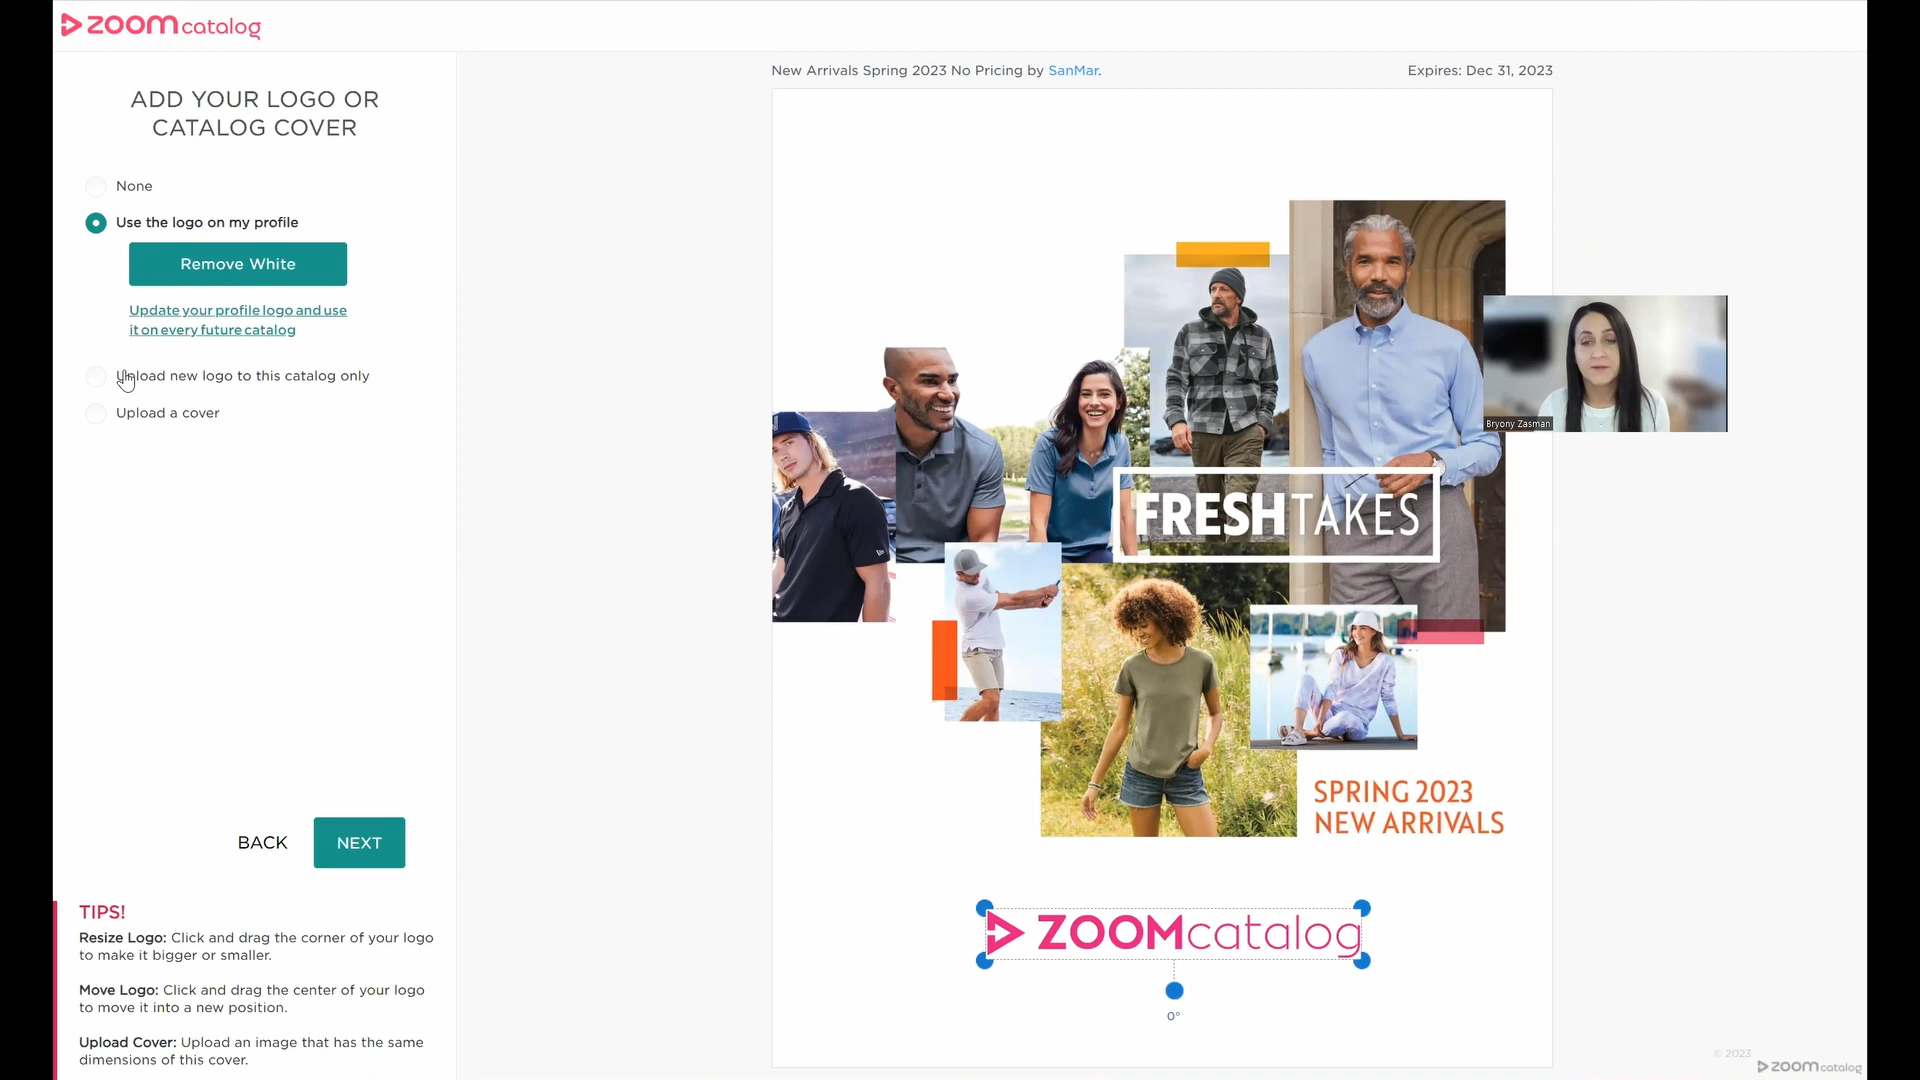 ZOOMcatalog
New Arrivals Spring 2023 No Pricing by SanMar.
Expires: Dec 31, 2023
ADD YOUR LOGO OR
CATALOG COVER
None
Use the logo on my profile
Remove White
Update your profile logo and use
it on every future catalog
Upload new logo to this catalog only
Upload a cover
BACK
NEXT
TIPS!
Resize Logo: Click and drag the corner of your logo
to make it bigger or smaller.
Move Logo: Click and drag the center of your logo
to move it into a new position.
Upload Cover: Upload an image that has the same
dimensions of this cover.
FRESHTAKES
Bryony Zasman
SPRING 2023
NEW ARRIVALS
ZOOMcatalog
0°
© 2023
ZOOMcatalog